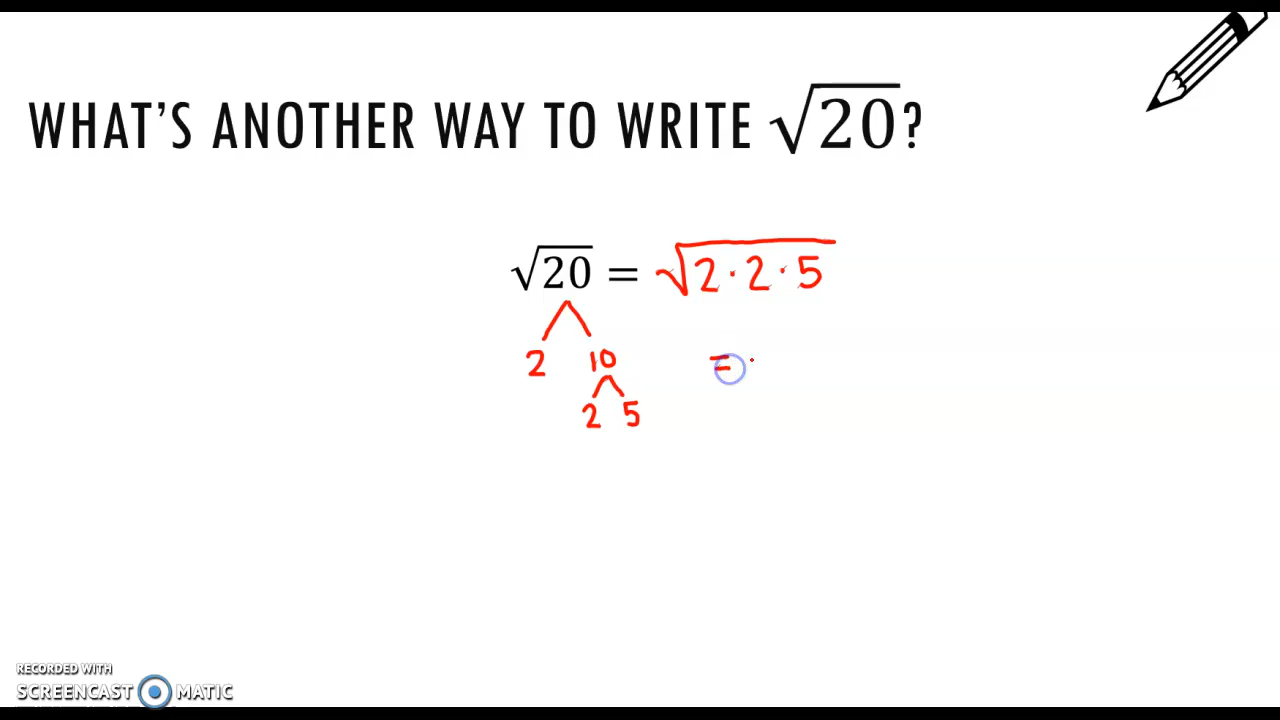 WHAT'S ANOTHER WAY TO WRITE √20?
√20 = √2·2·5
2 10 =
2 5
RECORDED WITH
SCREENCAST MATIC